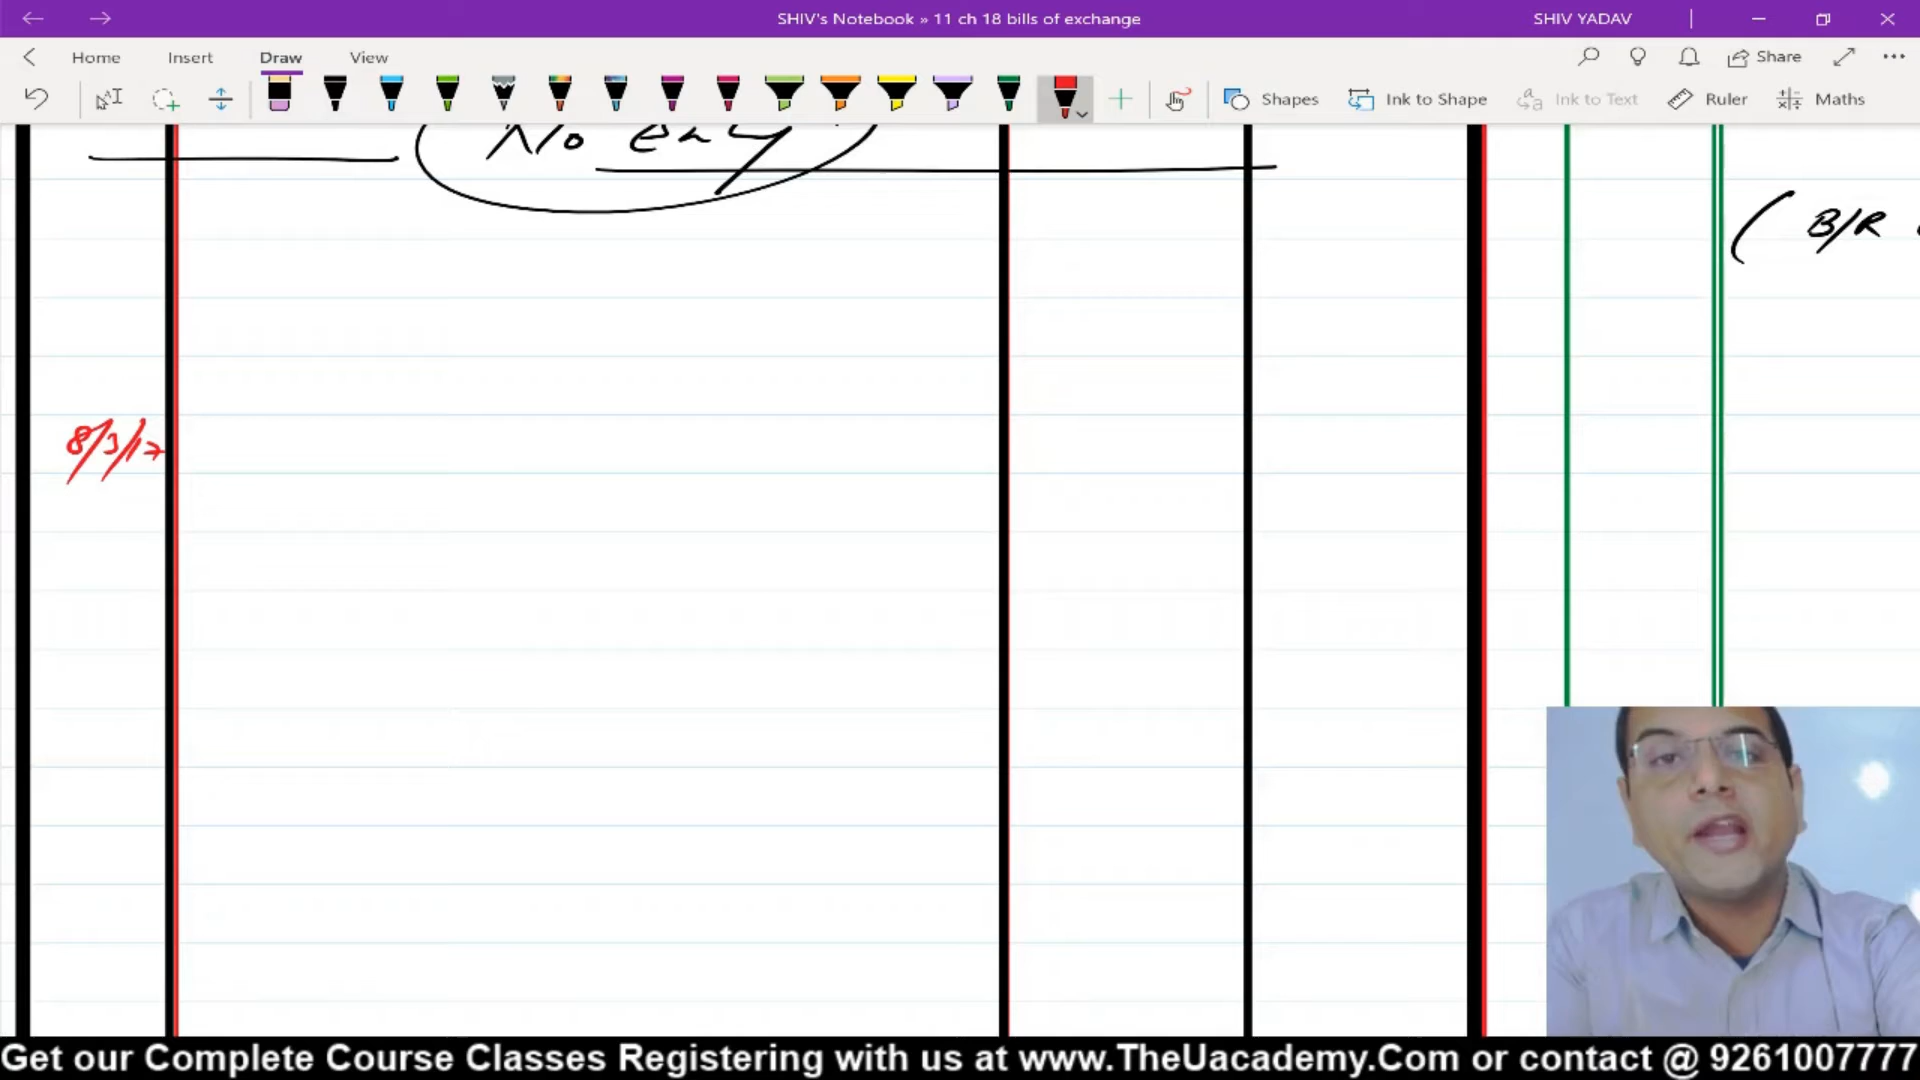 SHIV's Notebook » 11 ch 18 bills of exchange
SHIV YADAV
Home Insert Draw View
Share
Shapes Ink to Shape Ink to Text Ruler Maths
No
( B/R
8/3/17
Get our Complete Course Classes Registering with us at www.TheUacademy.Com or contact @ 9261007777